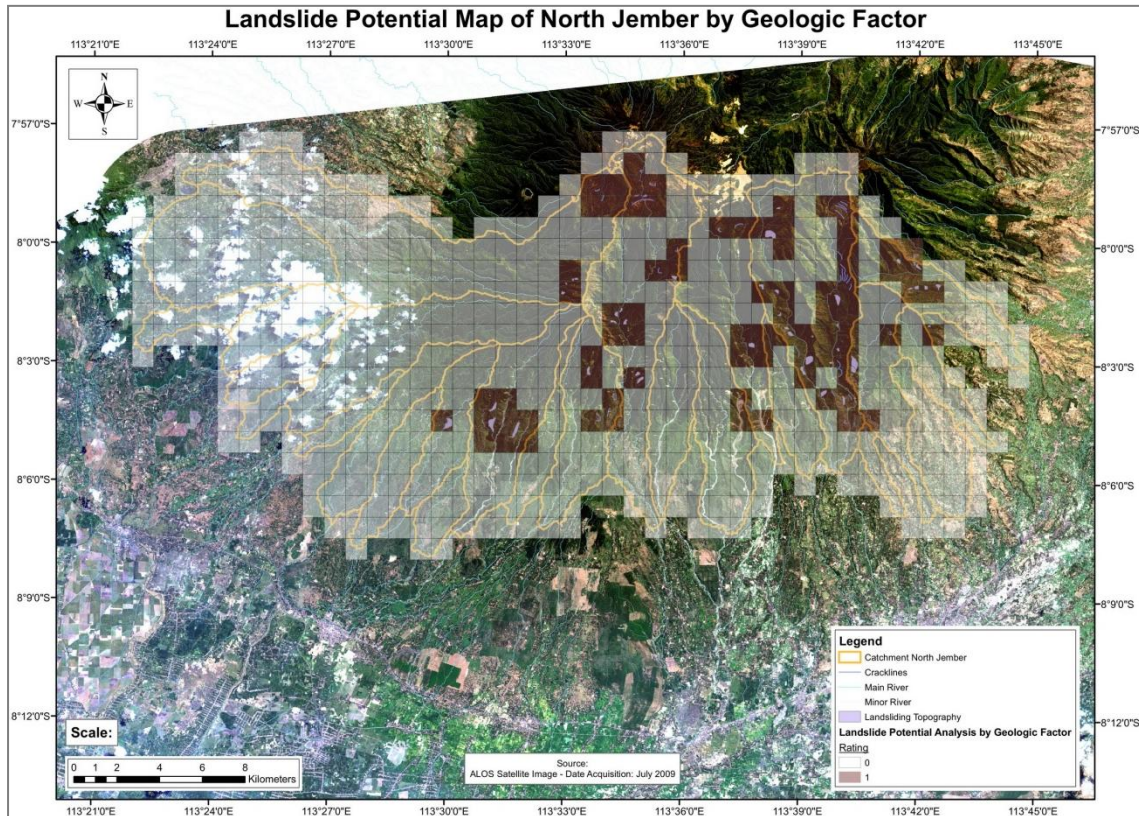 Landslide Potential Map of North Jember by Geologic Factor
113°21'0"E 113°24'0"E 113°27'0"E 113°30'0"E 113°33'0"E 113°36'0"E 113°39'0"E 113°42'0"E 113°45'0"E
N
W E
S
7°57'0"S 7°57'0"S
8°0'0"S 8°0'0"S
8°3'0"S 8°3'0"S
8°6'0"S 8°6'0"S
8°9'0"S 8°9'0"S
8°12'0"S 8°12'0"S
Legend
Catchment North Jember
Cracklines
Main River
Minor River
Landsliding Topography
Landslide Potential Analysis by Geologic Factor
Rating
0
1
Scale:
0 1 2 4 6 8
Kilometers
Source:
ALOS Satellite Image - Date Acquisition: July 2009
113°21'0"E 113°24'0"E 113°27'0"E 113°30'0"E 113°33'0"E 113°36'0"E 113°39'0"E 113°42'0"E 113°45'0"E